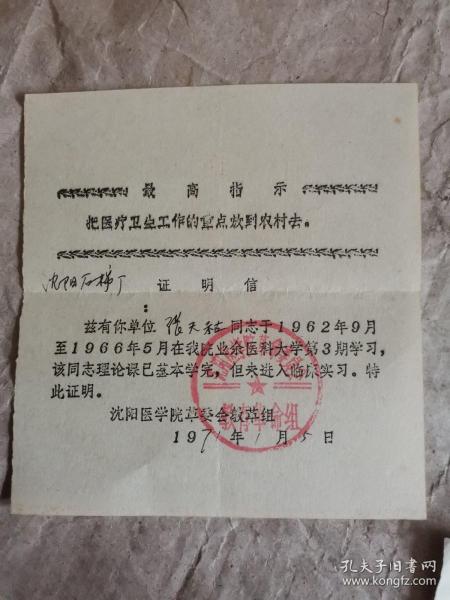 最高指示
把医疗卫生工作的重点放到农村去。
证明信
沈阳
厂
:
兹有你单位 张天 同志于1962年9月
至1966年5月在我院业余医科大学第3期学习,
该同志理论课已基本学完,但未进入临床实习。特
此证明。
沈阳医学院革委会教革组
1971年1月5日
孔夫子旧书网
www.kongfz.com